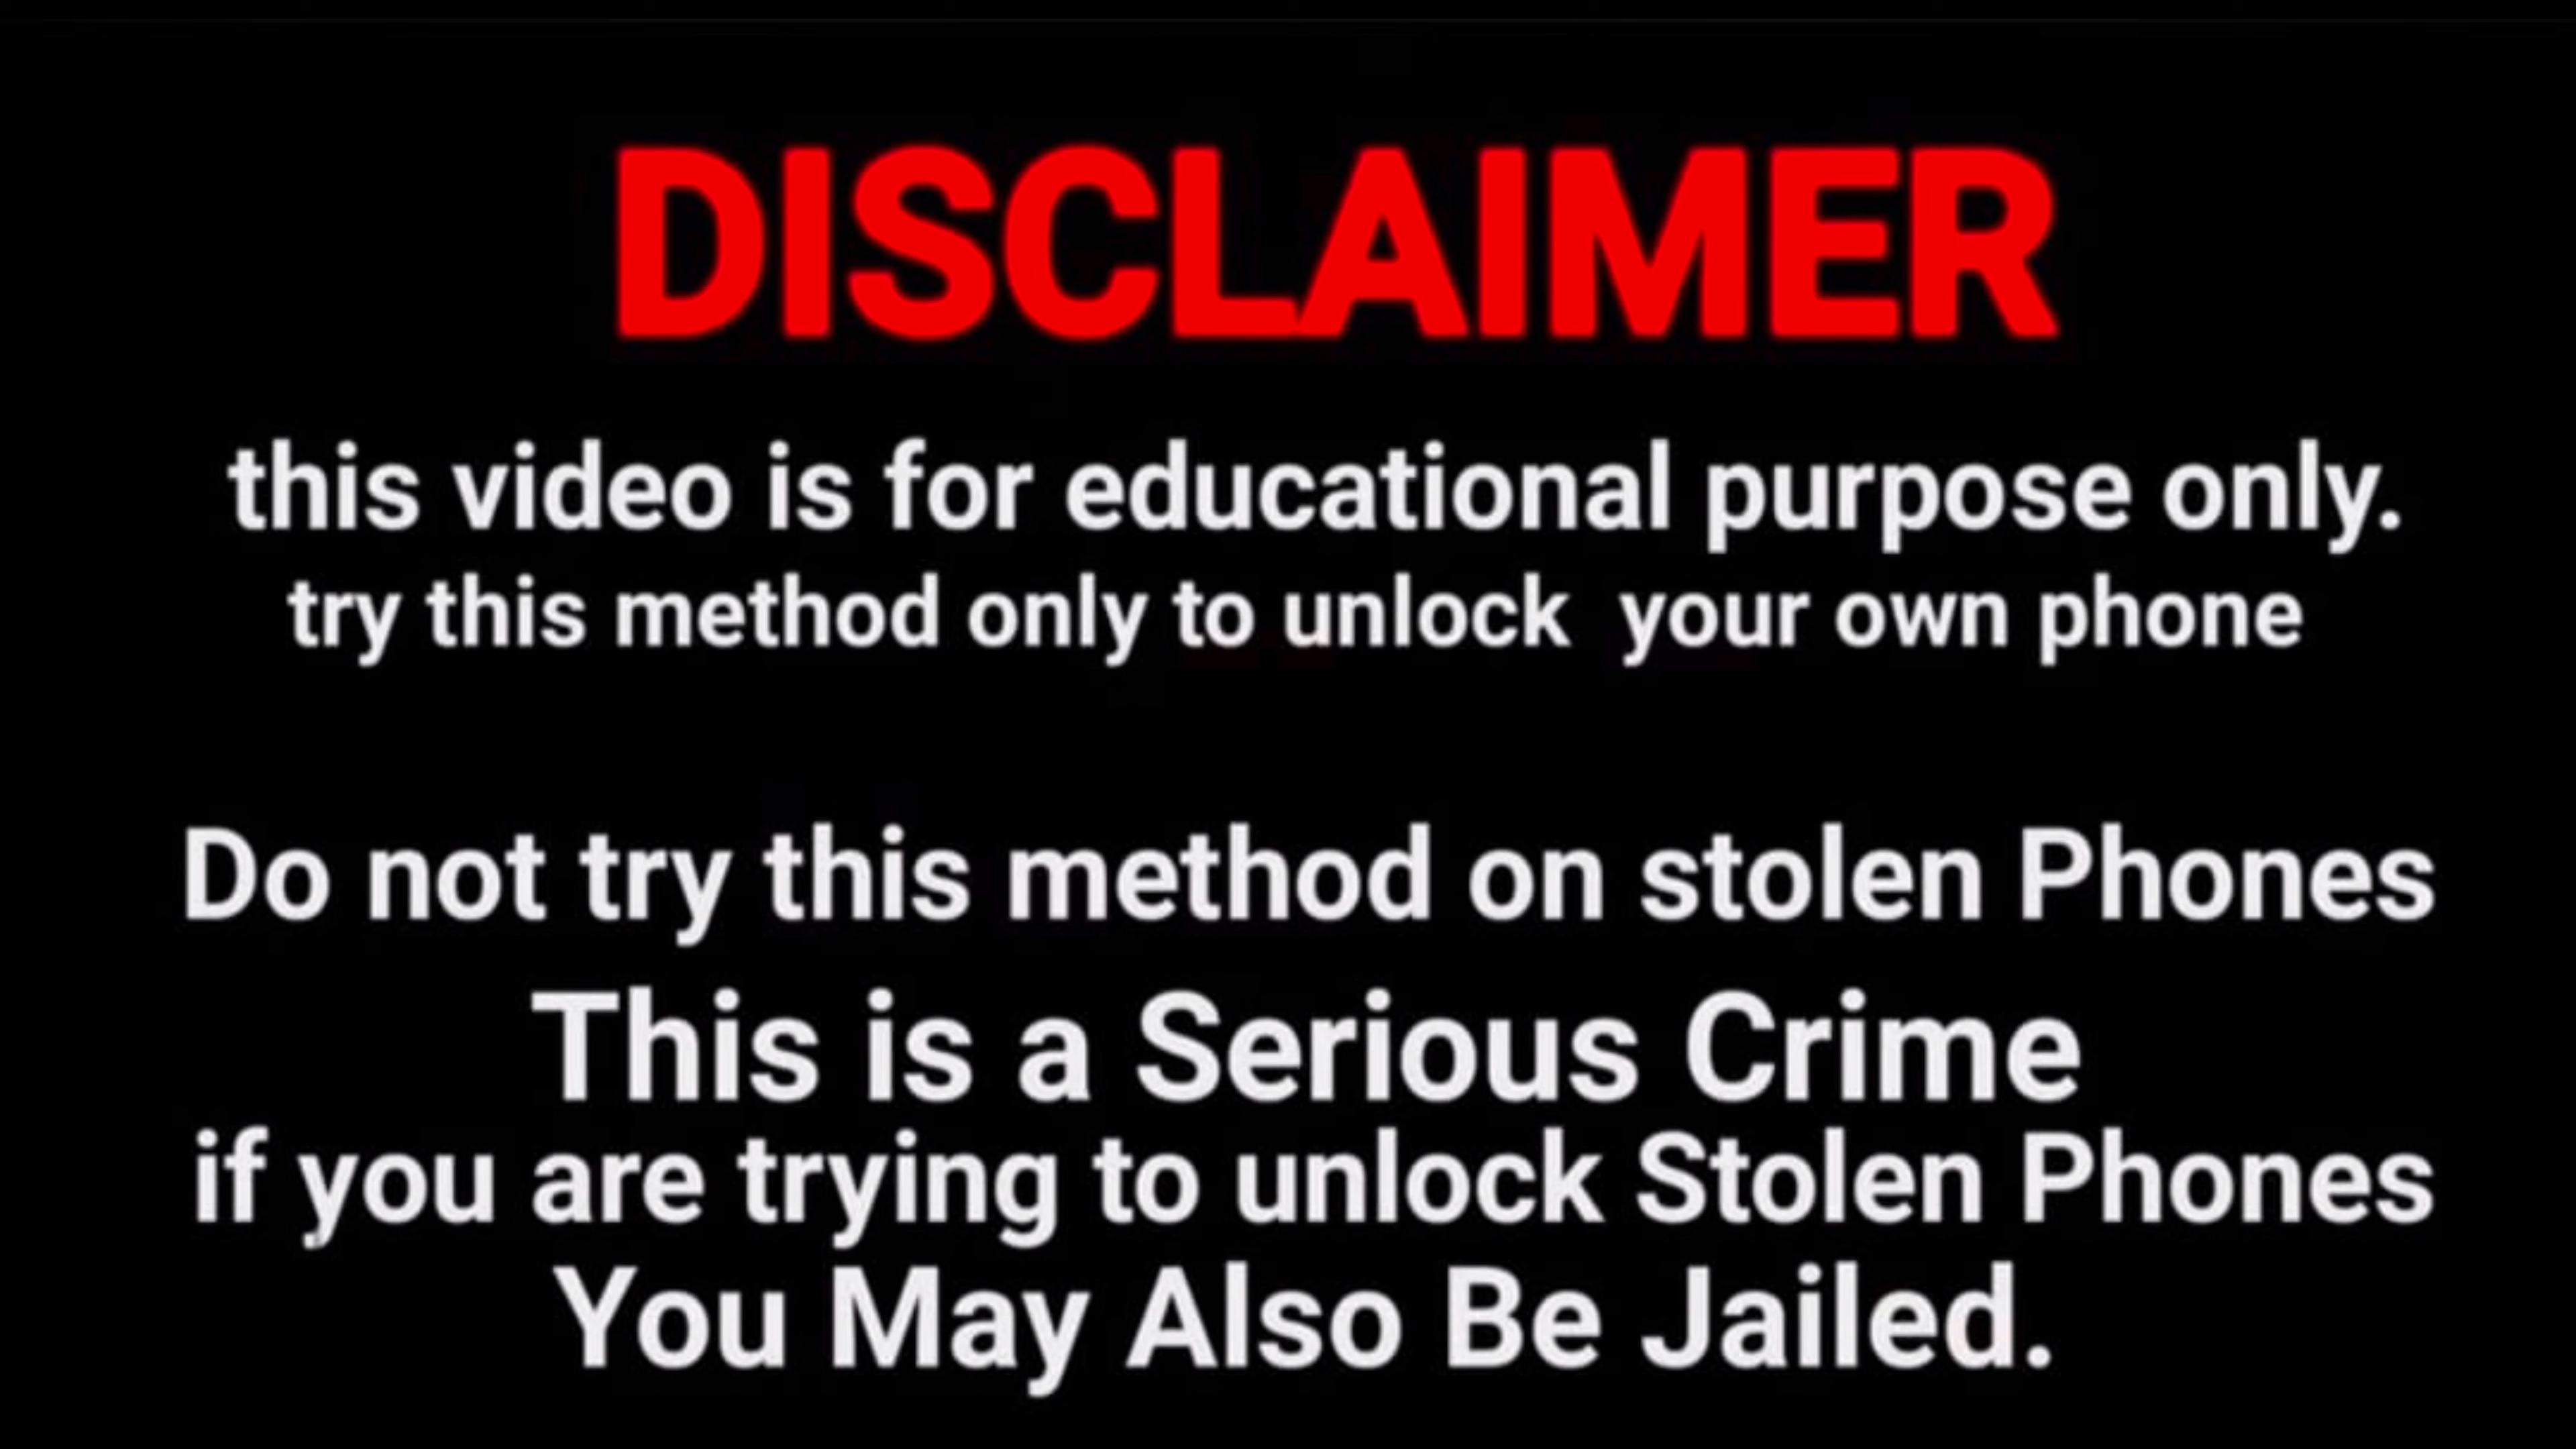 DISCLAIMER
this video is for educational purpose only.
try this method only to unlock your own phone
Do not try this method on stolen Phones
This is a Serious Crime
if you are trying to unlock Stolen Phones
You May Also Be Jailed.